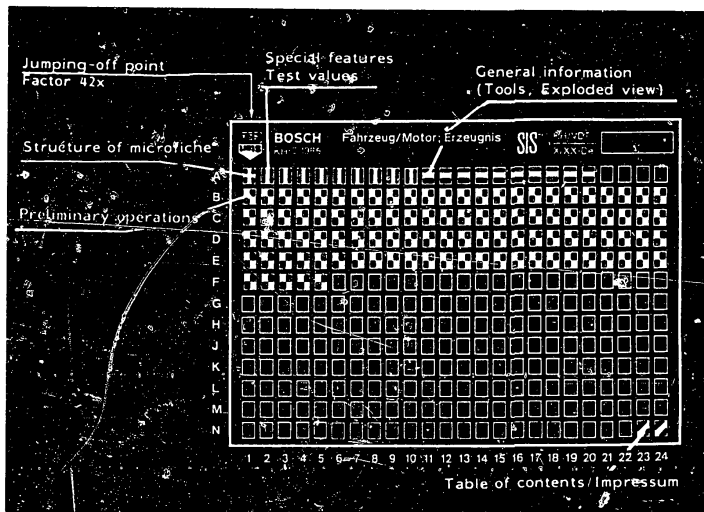 Jumping-off point
Factor 42x
Special features
Test values
General information
(Tools, Exploded view)
BOSCH
Fahrzeug/Motor Erzeugnis
SIS
Structure of microfiche
Preliminary operations
A
B
C
D
E
F
G
H
J
K
L
M
N
1 2 3 4 5 6 7 8 9 10 11 12 13 14 15 16 17 18 19 20 21 22 23 24
Table of contents/Impressum